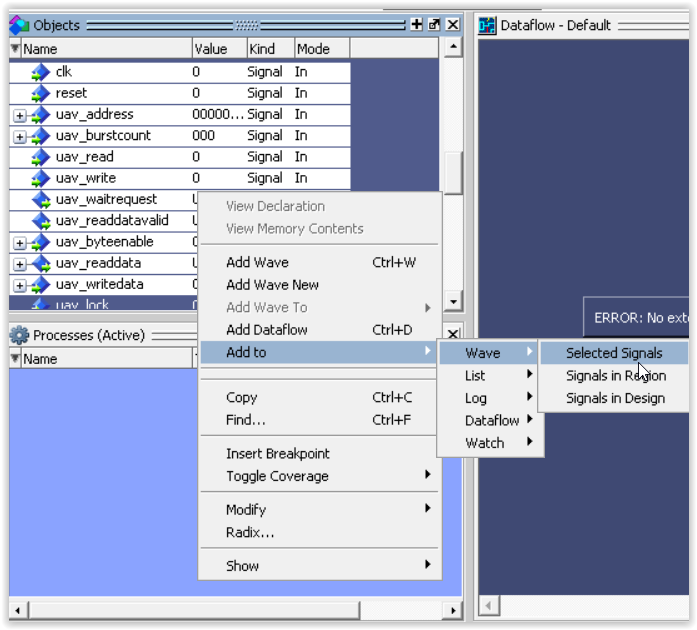 Objects
Name Value Kind Mode
clk 0 Signal In
reset 0 Signal In
uav_address 00000... Signal In
uav_burstcount 000 Signal In
uav_read 0 Signal In
uav_write 0 Signal In
uav_waitrequest
uav_readdatavalid
uav_byteenable
uav_readdata
uav_writedata
uav_lock
Processes (Active)
Name
View Declaration
View Memory Contents
Add Wave Ctrl+W
Add Wave New
Add Wave To
Add Dataflow Ctrl+D
Add to
Copy Ctrl+C
Find... Ctrl+F
Insert Breakpoint
Toggle Coverage
Modify
Radix...
Show
Wave
List
Log
Dataflow
Watch
Selected Signals
Signals in Region
Signals in Design
Dataflow - Default
ERROR: No exte